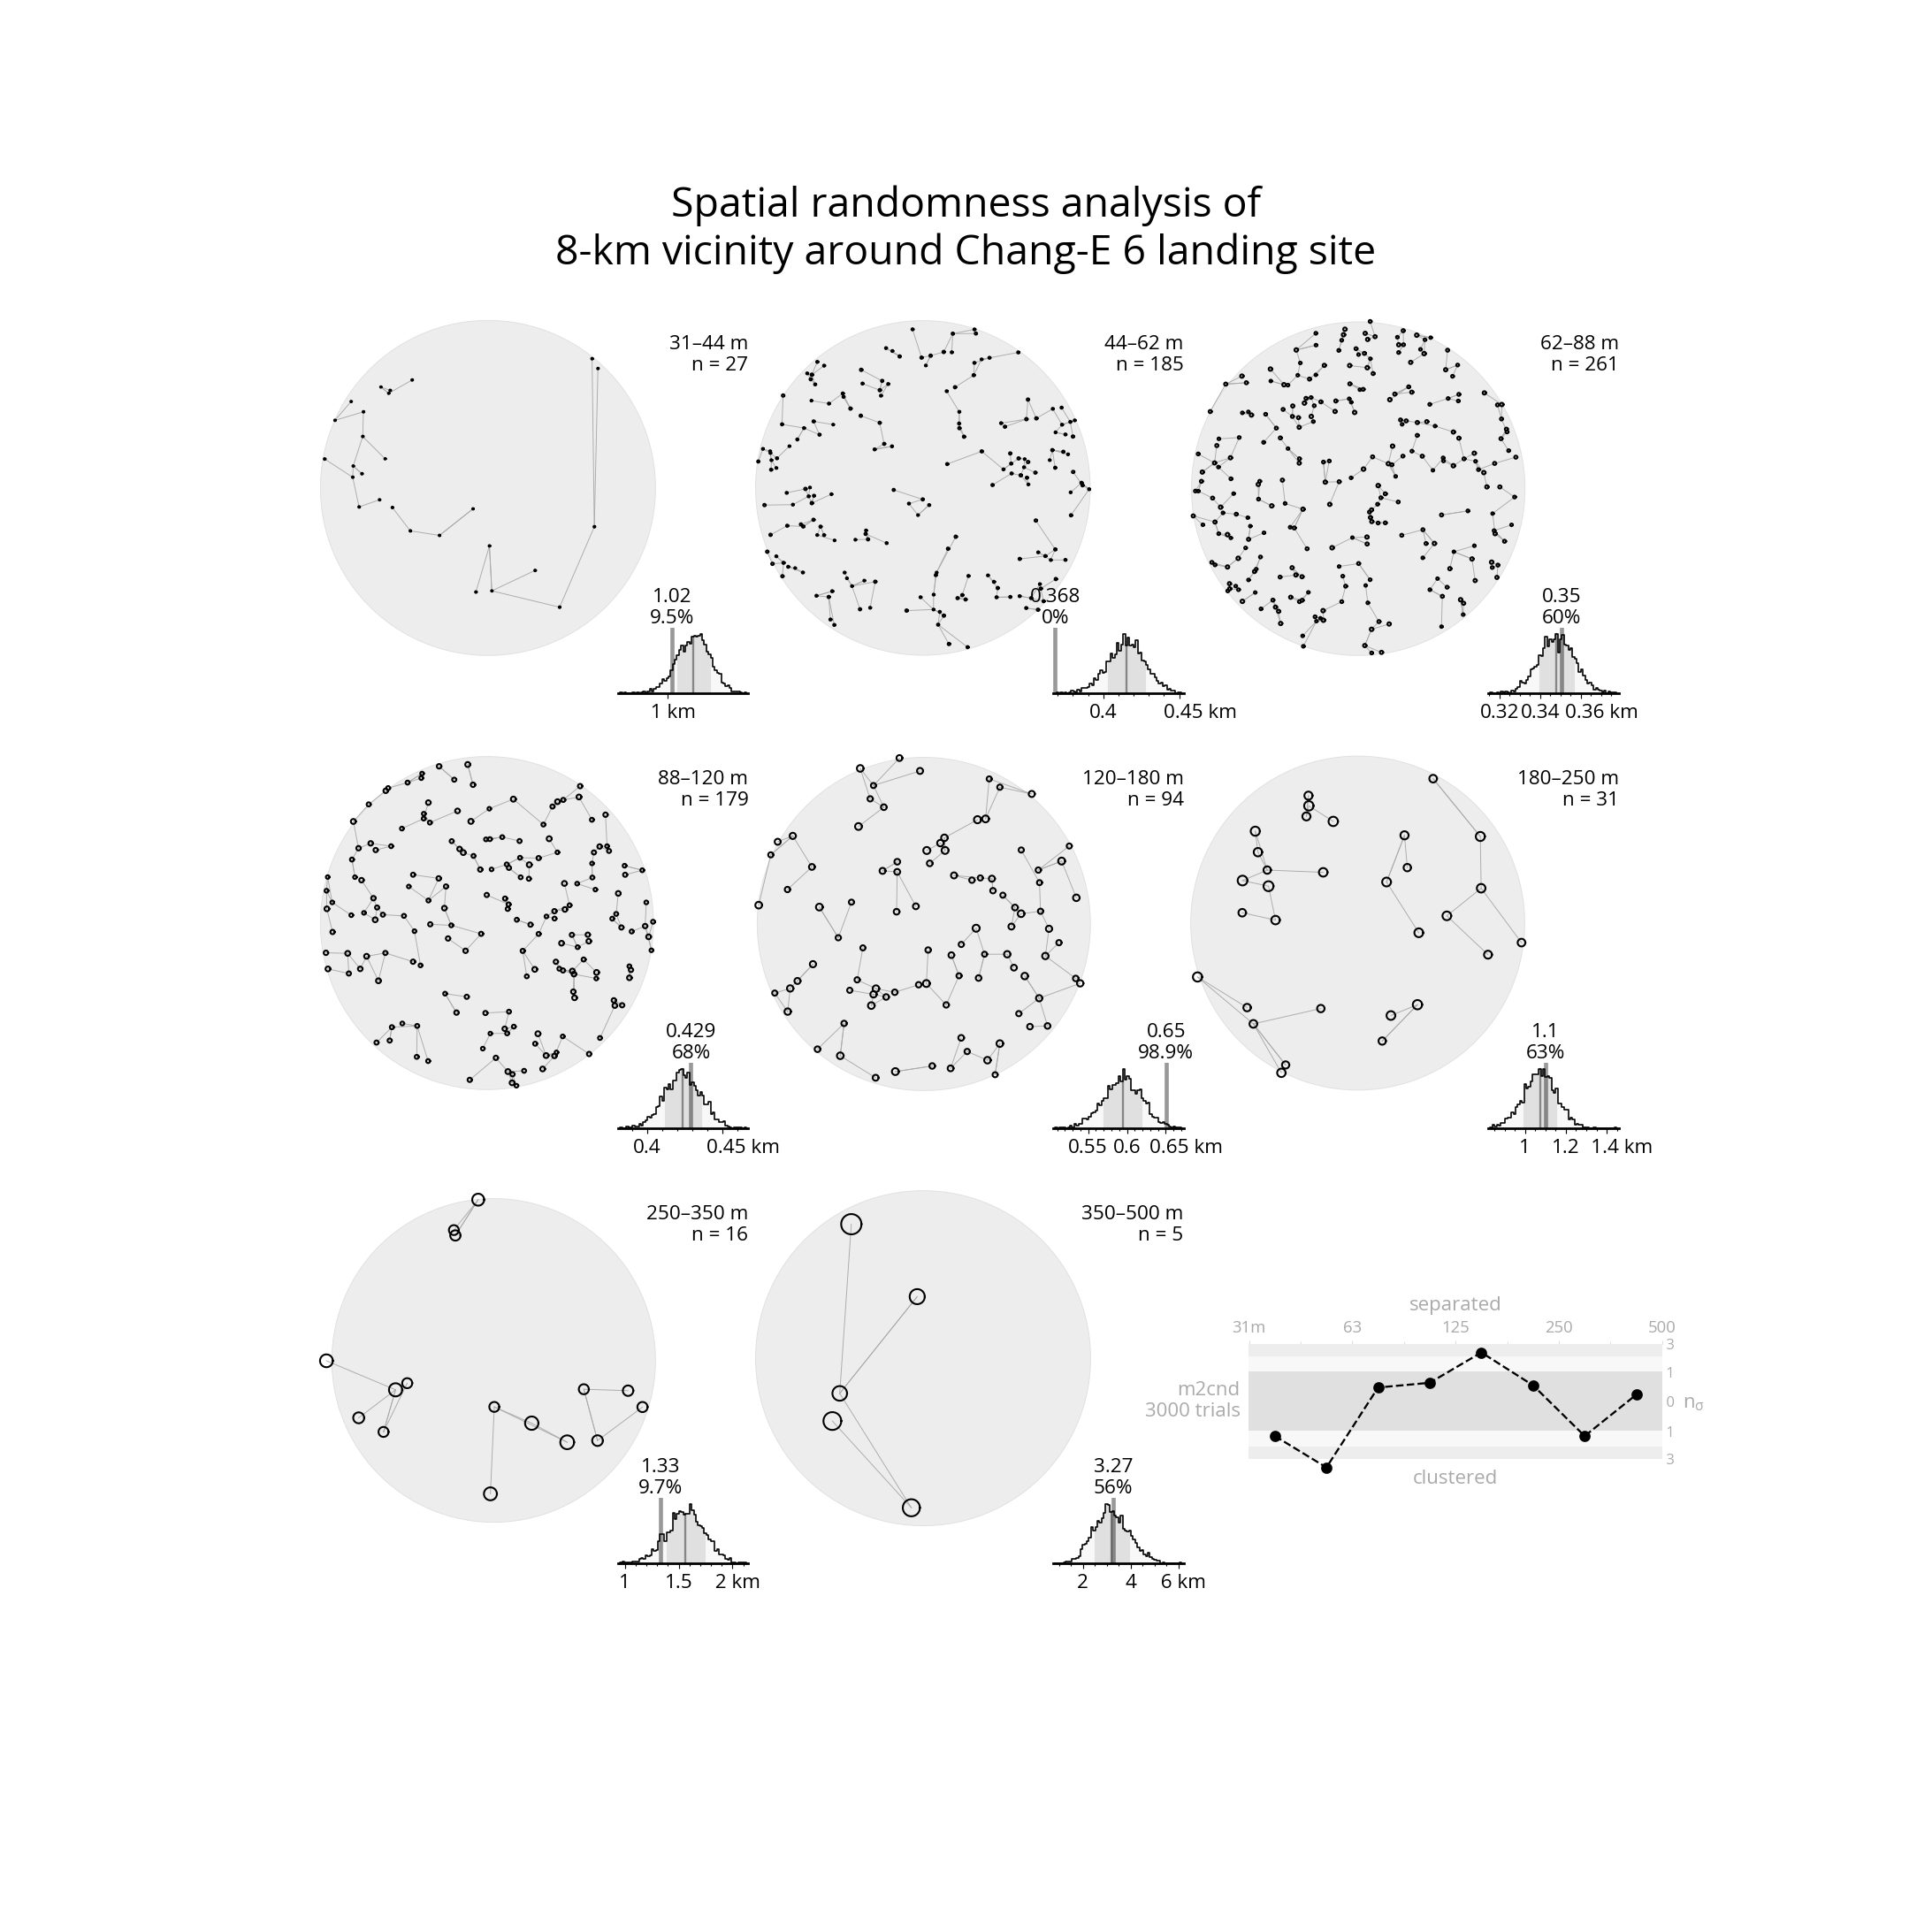 Spatial randomness analysis of
8-km vicinity around Chang-E 6 landing site
31–44 m
n = 27
1.02
9.5%
1 km
44–62 m
n = 185
0.368
0%
0.4 0.45 km
62–88 m
n = 261
0.35
60%
0.32 0.34 0.36 km
88–120 m
n = 179
0.429
68%
0.4 0.45 km
120–180 m
n = 94
0.65
98.9%
0.55 0.6 0.65 km
180–250 m
n = 31
1.1
63%
1 1.2 1.4 km
250–350 m
n = 16
1.33
9.7%
1 1.5 2 km
350–500 m
n = 5
3.27
56%
2 4 6 km
separated
31m 63 125 250 500
3
1
0 nσ
1
3
m2cnd
3000 trials
clustered